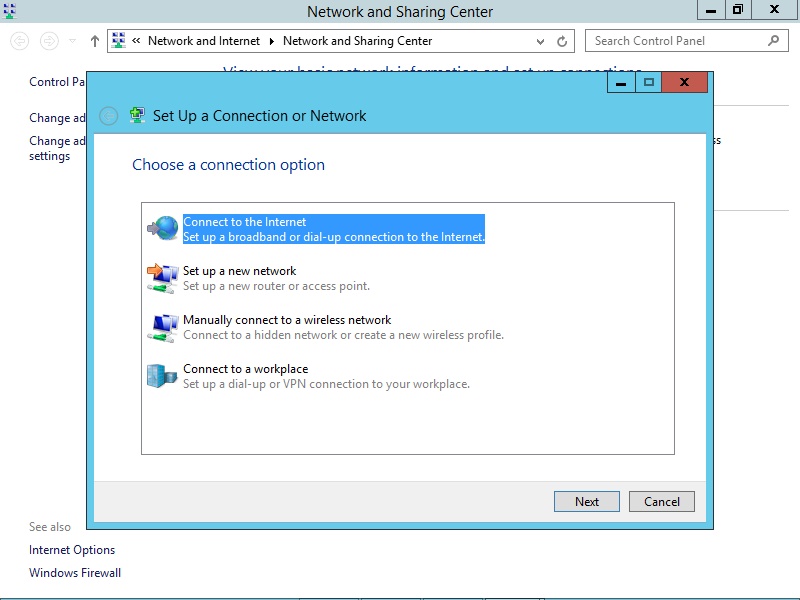 Network and Sharing Center
« Network and Internet Network and Sharing Center
Search Control Panel
Control Pa
View your basic network information and set up connections
Change ad
Change ad
settings
ss
Set Up a Connection or Network
Choose a connection option
Connect to the Internet
Set up a broadband or dial-up connection to the Internet.
Set up a new network
Set up a new router or access point.
Manually connect to a wireless network
Connect to a hidden network or create a new wireless profile.
Connect to a workplace
Set up a dial-up or VPN connection to your workplace.
Next
Cancel
See also
Internet Options
Windows Firewall